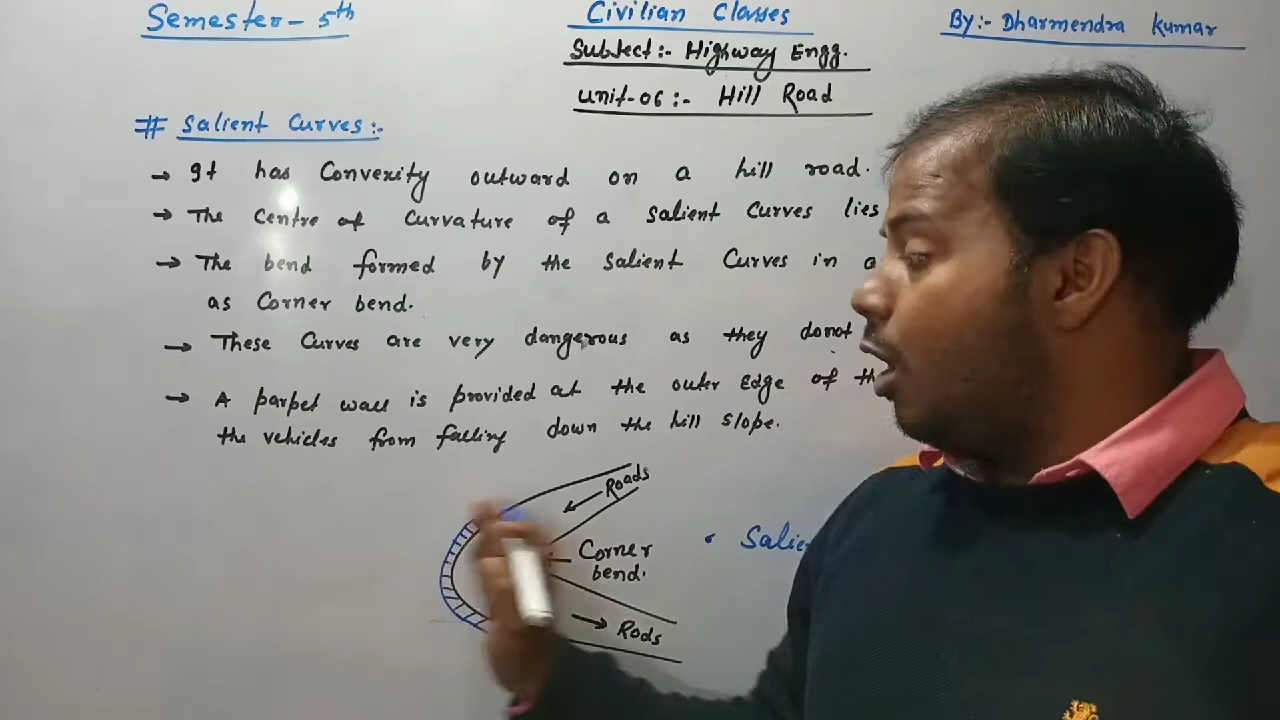 Semester - 5th
Civilian Classes
By:- Dharmendra Kumar
Subject:- Highway Engg.
Unit-06:- Hill Road
# Salient Curves:-
→ It has Convexity outward on a hill road.
→ The Centre of Curvature of a Salient Curves lies
→ The bend formed by the Salient Curves in a
as Corner bend.
→ These Curves are very dangerous as they donot
→ A parpet wall is provided at the outer Edge of th
the vehicles from falling down the hill slope.
Roads
Corner
bend.
• Salie
Rods